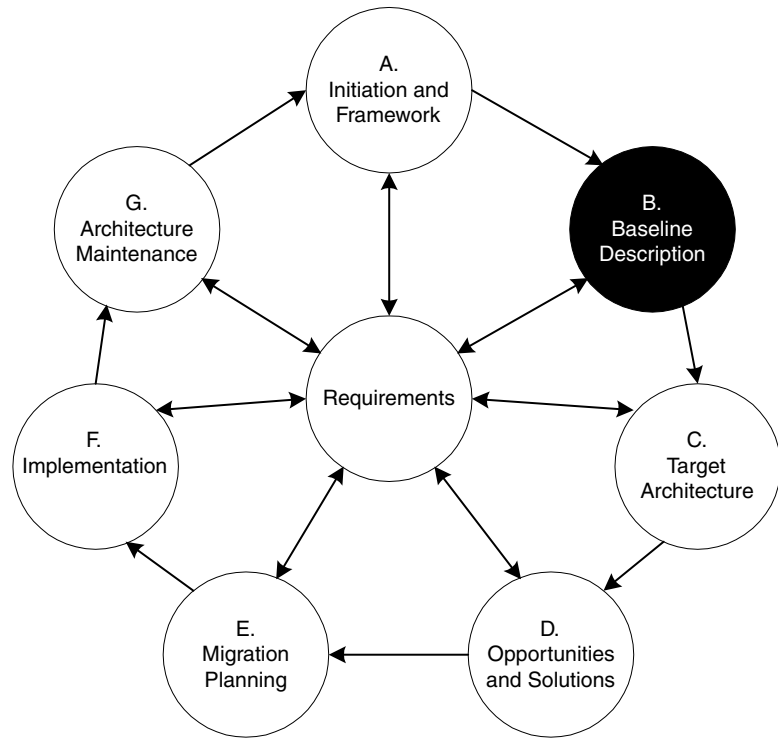 A.
Initiation and
Framework
B.
Baseline
Description
C.
Target
Architecture
D.
Opportunities
and Solutions
E.
Migration
Planning
F.
Implementation
G.
Architecture
Maintenance
Requirements